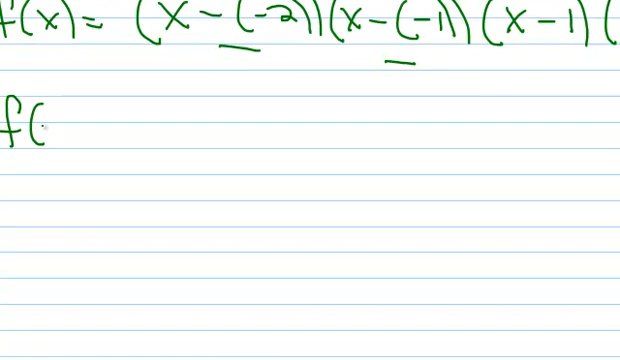 f(x) = (x-(-2))(x-(-1))(x-1)(
f(